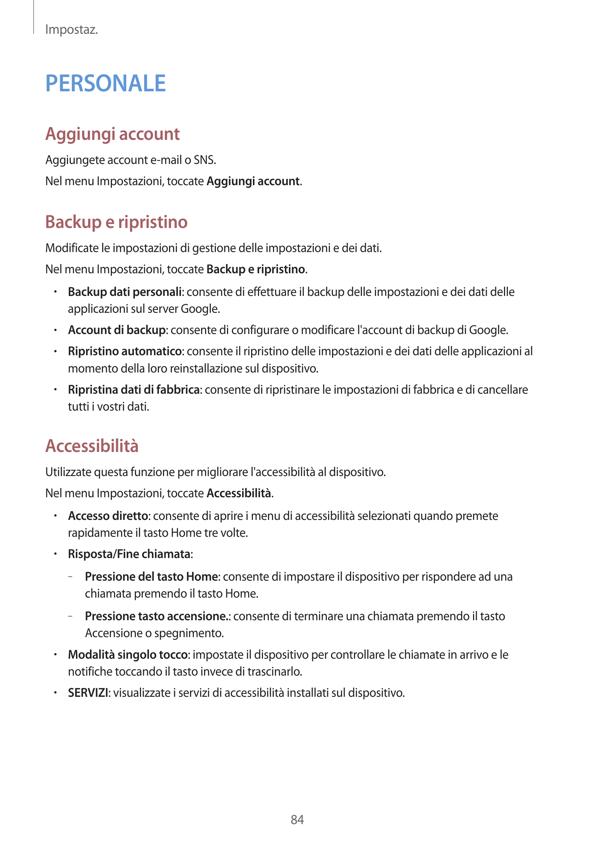 Impostaz.
PERSONALE
Aggiungi account
Aggiungete account e-mail o SNS.
Nel menu Impostazioni, toccate Aggiungi account.
Backup e ripristino
Modificate le impostazioni di gestione delle impostazioni e dei dati.
Nel menu Impostazioni, toccate Backup e ripristino.
• Backup dati personali: consente di effettuare il backup delle impostazioni e dei dati delle
applicazioni sul server Google.
• Account di backup: consente di configurare o modificare l'account di backup di Google.
• Ripristino automatico: consente il ripristino delle impostazioni e dei dati delle applicazioni al
momento della loro reinstallazione sul dispositivo.
• Ripristina dati di fabbrica: consente di ripristinare le impostazioni di fabbrica e di cancellare
tutti i vostri dati.
Accessibilità
Utilizzate questa funzione per migliorare l'accessibilità al dispositivo.
Nel menu Impostazioni, toccate Accessibilità.
• Accesso diretto: consente di aprire i menu di accessibilità selezionati quando premete
rapidamente il tasto Home tre volte.
• Risposta/Fine chiamata:
– Pressione del tasto Home: consente di impostare il dispositivo per rispondere ad una
chiamata premendo il tasto Home.
– Pressione tasto accensione.: consente di terminare una chiamata premendo il tasto
Accensione o spegnimento.
• Modalità singolo tocco: impostate il dispositivo per controllare le chiamate in arrivo e le
notifiche toccando il tasto invece di trascinarlo.
• SERVIZI: visualizzate i servizi di accessibilità installati sul dispositivo.
84